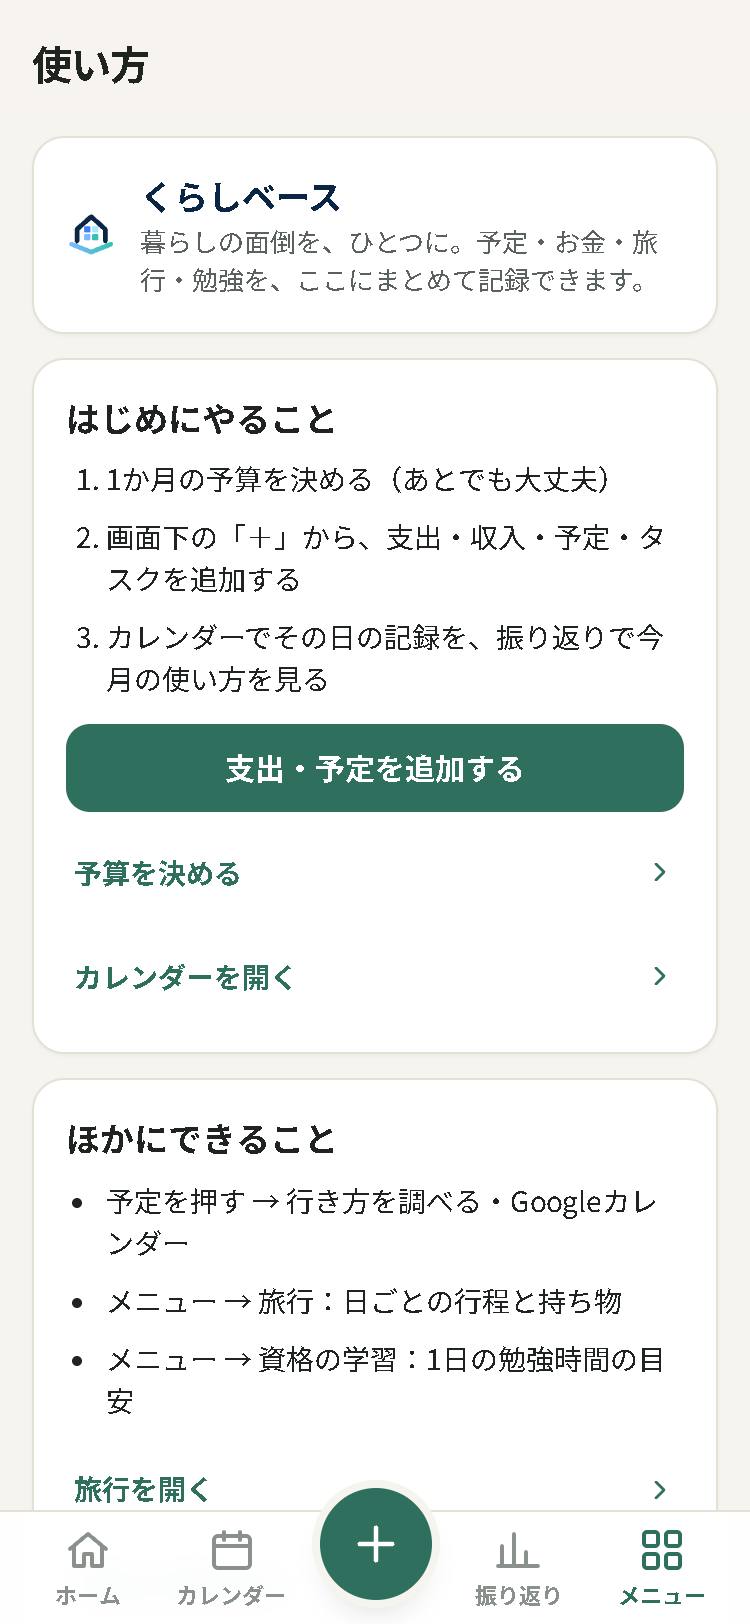 使い方
くらしベース
暮らしの面倒を、ひとつに。予定・お金・旅
行・勉強を、ここにまとめて記録できます。
はじめにやること
1. 1か月の予算を決める（あとでも大丈夫）
2. 画面下の「＋」から、支出・収入・予定・タ
スクを追加する
3. カレンダーでその日の記録を、振り返りで今
月の使い方を見る
支出・予定を追加する
予算を決める
カレンダーを開く
ほかにできること
• 予定を押す → 行き方を調べる・Googleカレ
ンダー
• メニュー → 旅行：日ごとの行程と持ち物
• メニュー → 資格の学習：1日の勉強時間の目
安
旅行を開く
ホーム
カレンダー
振り返り
メニュー